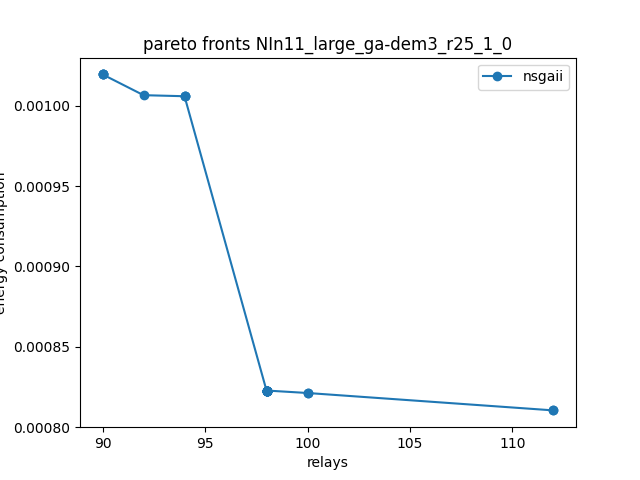 pareto fronts NIn11_large_ga-dem3_r25_1_0
nsgaii
0.00100
0.00095
0.00090
0.00085
0.00080
energy consumption
90 95 100 105 110
relays